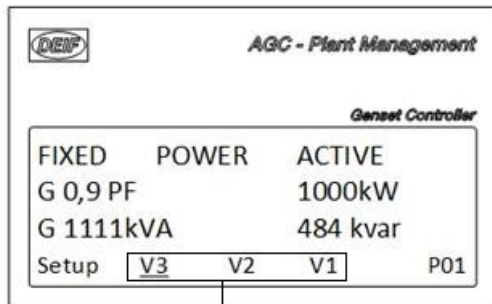 DEIF
AGC - Plant Management
Genset Controller
FIXED POWER ACTIVE
G 0,9 PF 1000kW
G 1111kVA 484 kvar
Setup V3 V2 V1 P01